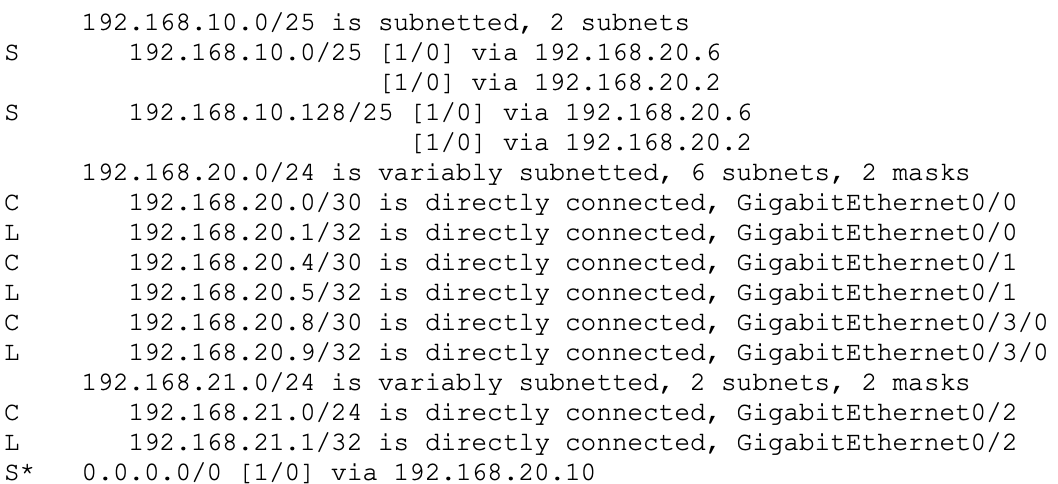 192.168.10.0/25 is subnetted, 2 subnets
S 192.168.10.0/25 [1/0] via 192.168.20.6
[1/0] via 192.168.20.2
S 192.168.10.128/25 [1/0] via 192.168.20.6
[1/0] via 192.168.20.2
192.168.20.0/24 is variably subnetted, 6 subnets, 2 masks
C 192.168.20.0/30 is directly connected, GigabitEthernet0/0
L 192.168.20.1/32 is directly connected, GigabitEthernet0/0
C 192.168.20.4/30 is directly connected, GigabitEthernet0/1
L 192.168.20.5/32 is directly connected, GigabitEthernet0/1
C 192.168.20.8/30 is directly connected, GigabitEthernet0/3/0
L 192.168.20.9/32 is directly connected, GigabitEthernet0/3/0
192.168.21.0/24 is variably subnetted, 2 subnets, 2 masks
C 192.168.21.0/24 is directly connected, GigabitEthernet0/2
L 192.168.21.1/32 is directly connected, GigabitEthernet0/2
S* 0.0.0.0/0 [1/0] via 192.168.20.10